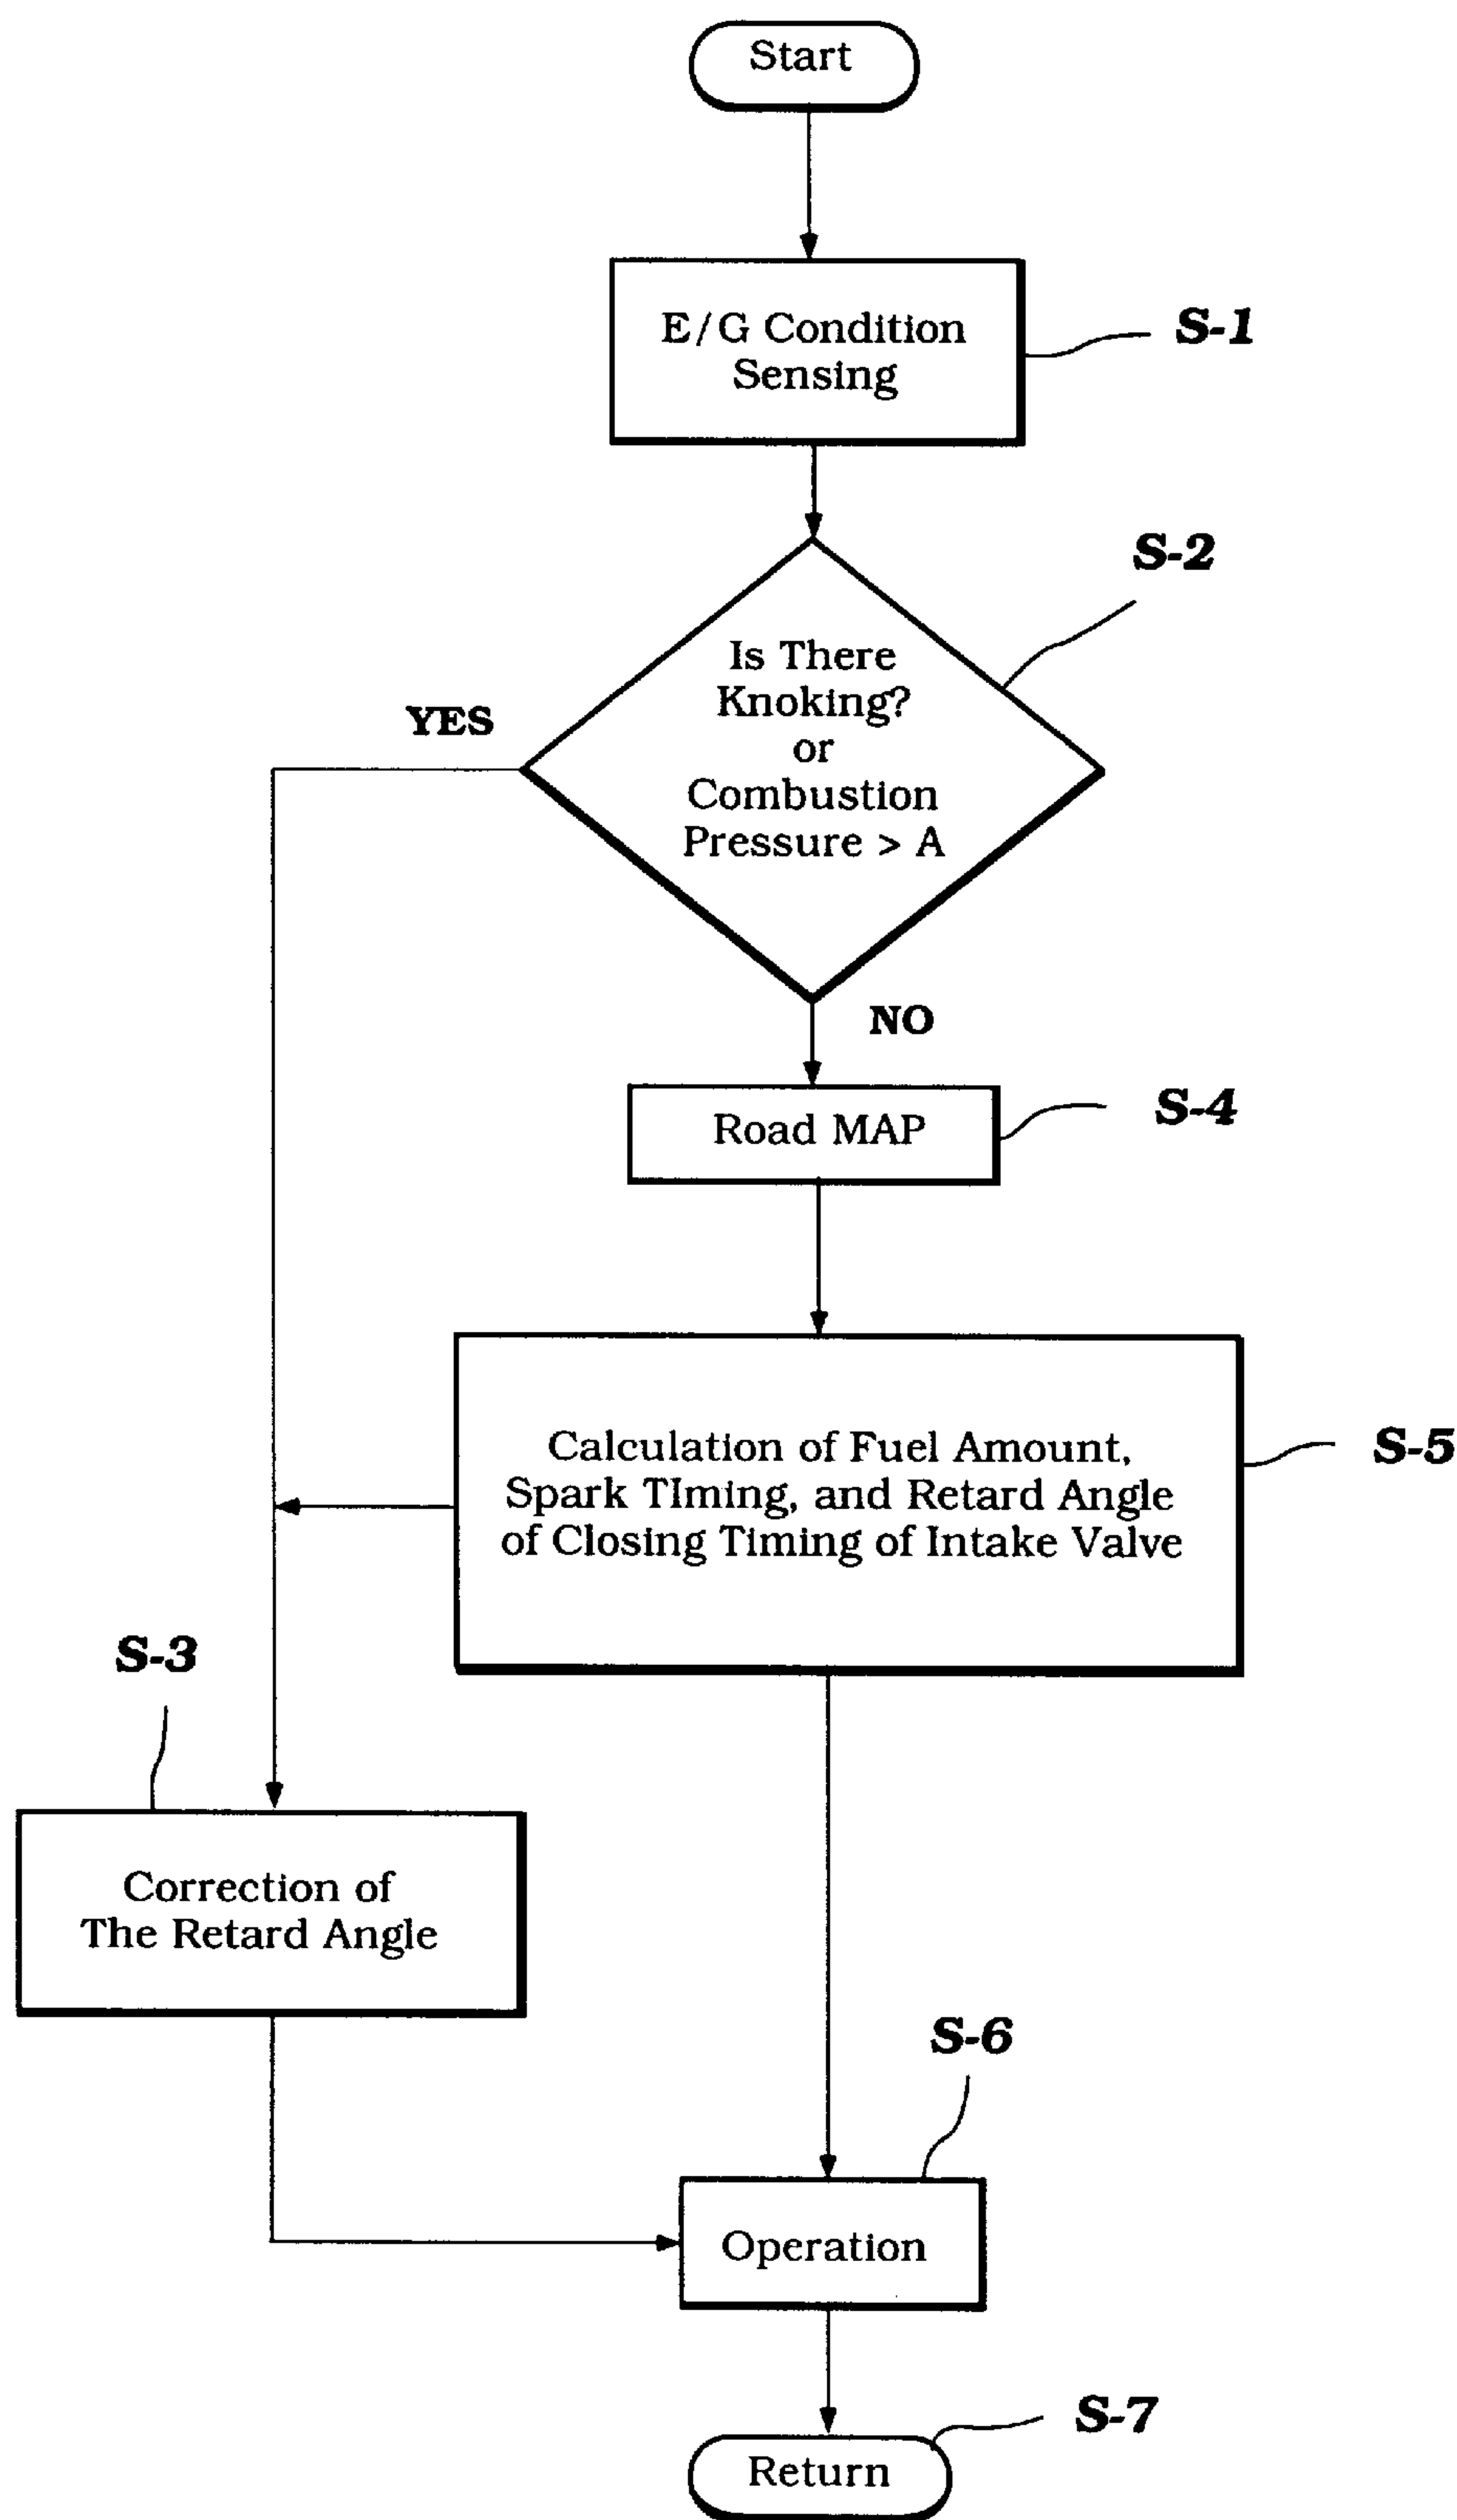 Start
E/G Condition
Sensing
S-1
S-2
Is There
Knoking?
or
Combustion
Pressure > A
YES
NO
Road MAP
S-4
Calculation of Fuel Amount,
Spark TIming, and Retard Angle
of Closing Timing of Intake Valve
S-5
S-3
Correction of
The Retard Angle
S-6
Operation
S-7
Return